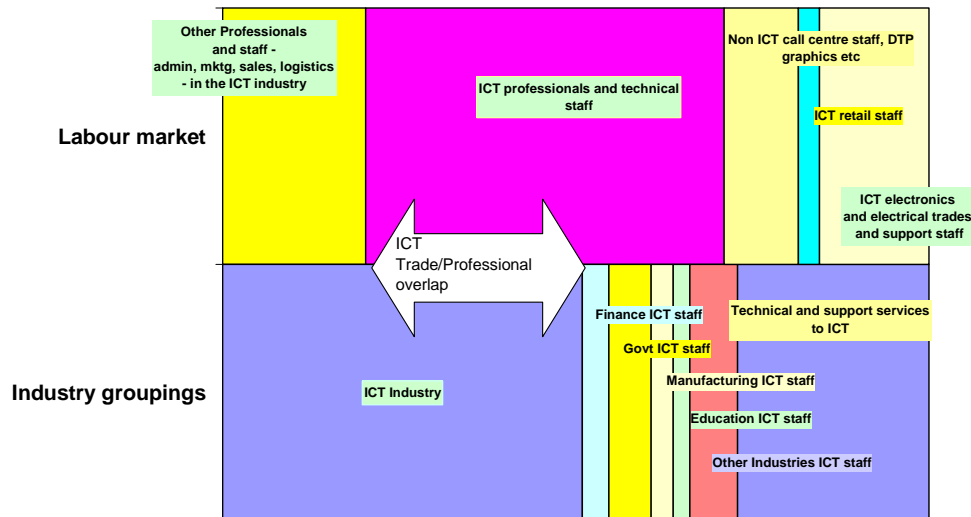 Other Professionals
and staff -
admin, mktg, sales, logistics
- in the ICT industry
ICT professionals and technical
staff
Non ICT call centre staff, DTP
graphics etc
ICT retail staff
Labour market
ICT electronics
and electrical trades
and support staff
ICT
Trade/Professional
overlap
Finance ICT staff
Technical and support services
to ICT
Govt ICT staff
Manufacturing ICT staff
Industry groupings
ICT Industry
Education ICT staff
Other Industries ICT staff